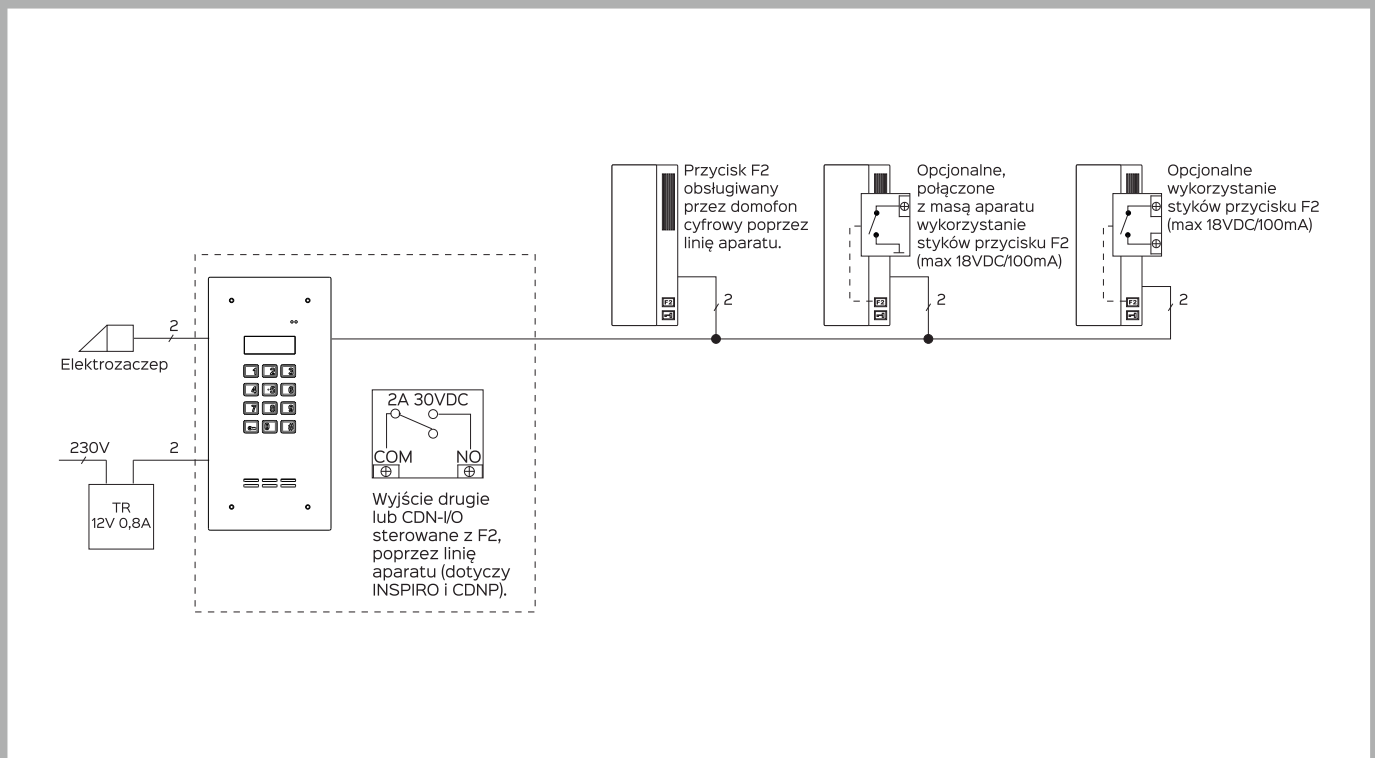 Przycisk F2
obsługiwany
przez domofon
cyfrowy poprzez
linię aparatu.
F2
2
Opcjonalne,
połączone
z masą aparatu
wykorzystanie
styków przycisku F2
(max 18VDC/100mA)
F2
2
Opcjonalne
wykorzystanie
styków przycisku F2
(max 18VDC/100mA)
F2
2
2
Elektrozaczep
230V
2
TR
12V 0,8A
1 2 3
4 5 6
7 8 9
0
2A 30VDC
COM NO
Wyjście drugie
lub CDN-I/O
sterowane z F2,
poprzez linię
aparatu (dotyczy
INSPIRO i CDNP).